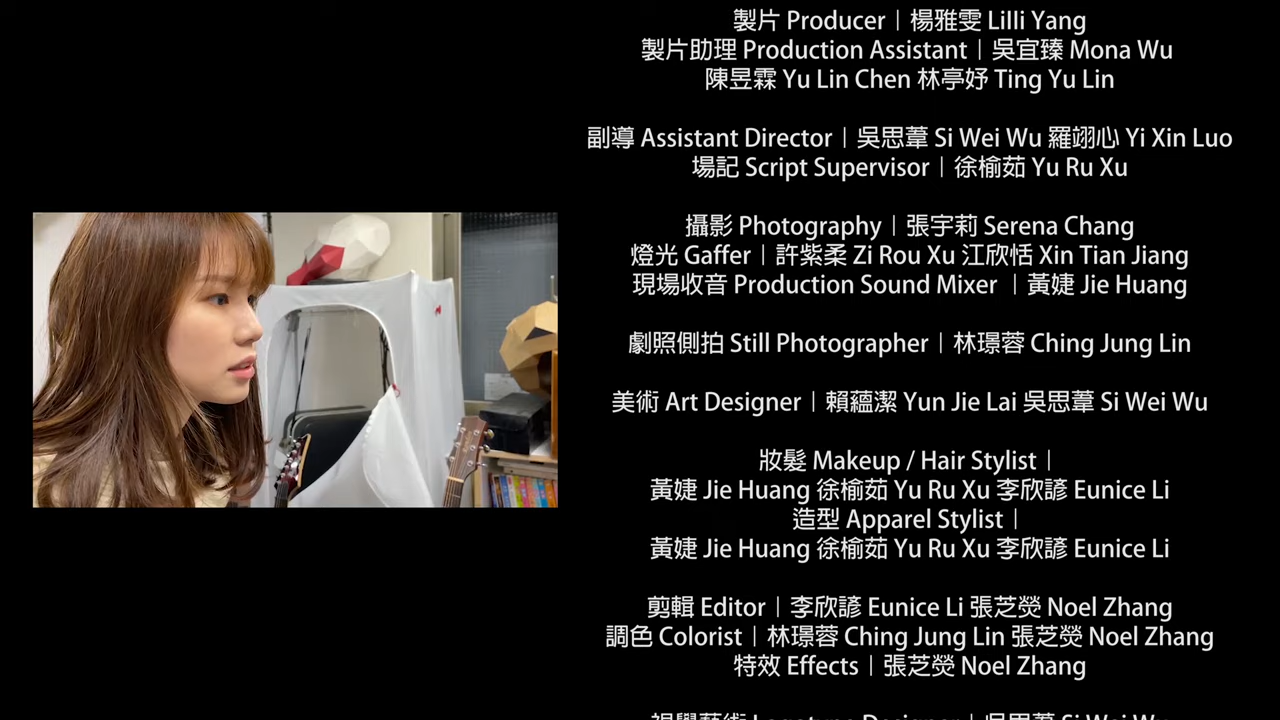 製片 Producer｜楊雅雯 Lilli Yang
製片助理 Production Assistant｜吳宜臻 Mona Wu
陳昱霖 Yu Lin Chen 林亭妤 Ting Yu Lin
副導 Assistant Director｜吳思葦 Si Wei Wu 羅翊心 Yi Xin Luo
場記 Script Supervisor｜徐榆茹 Yu Ru Xu
攝影 Photography｜張宇莉 Serena Chang
燈光 Gaffer｜許紫柔 Zi Rou Xu 江欣恬 Xin Tian Jiang
現場收音 Production Sound Mixer ｜黃婕 Jie Huang
劇照側拍 Still Photographer｜林璟蓉 Ching Jung Lin
美術 Art Designer｜賴蘊潔 Yun Jie Lai 吳思葦 Si Wei Wu
妝髮 Makeup / Hair Stylist｜
黃婕 Jie Huang 徐榆茹 Yu Ru Xu 李欣諺 Eunice Li
造型 Apparel Stylist｜
黃婕 Jie Huang 徐榆茹 Yu Ru Xu 李欣諺 Eunice Li
剪輯 Editor｜李欣諺 Eunice Li 張芝熒 Noel Zhang
調色 Colorist｜林璟蓉 Ching Jung Lin 張芝熒 Noel Zhang
特效 Effects｜張芝熒 Noel Zhang